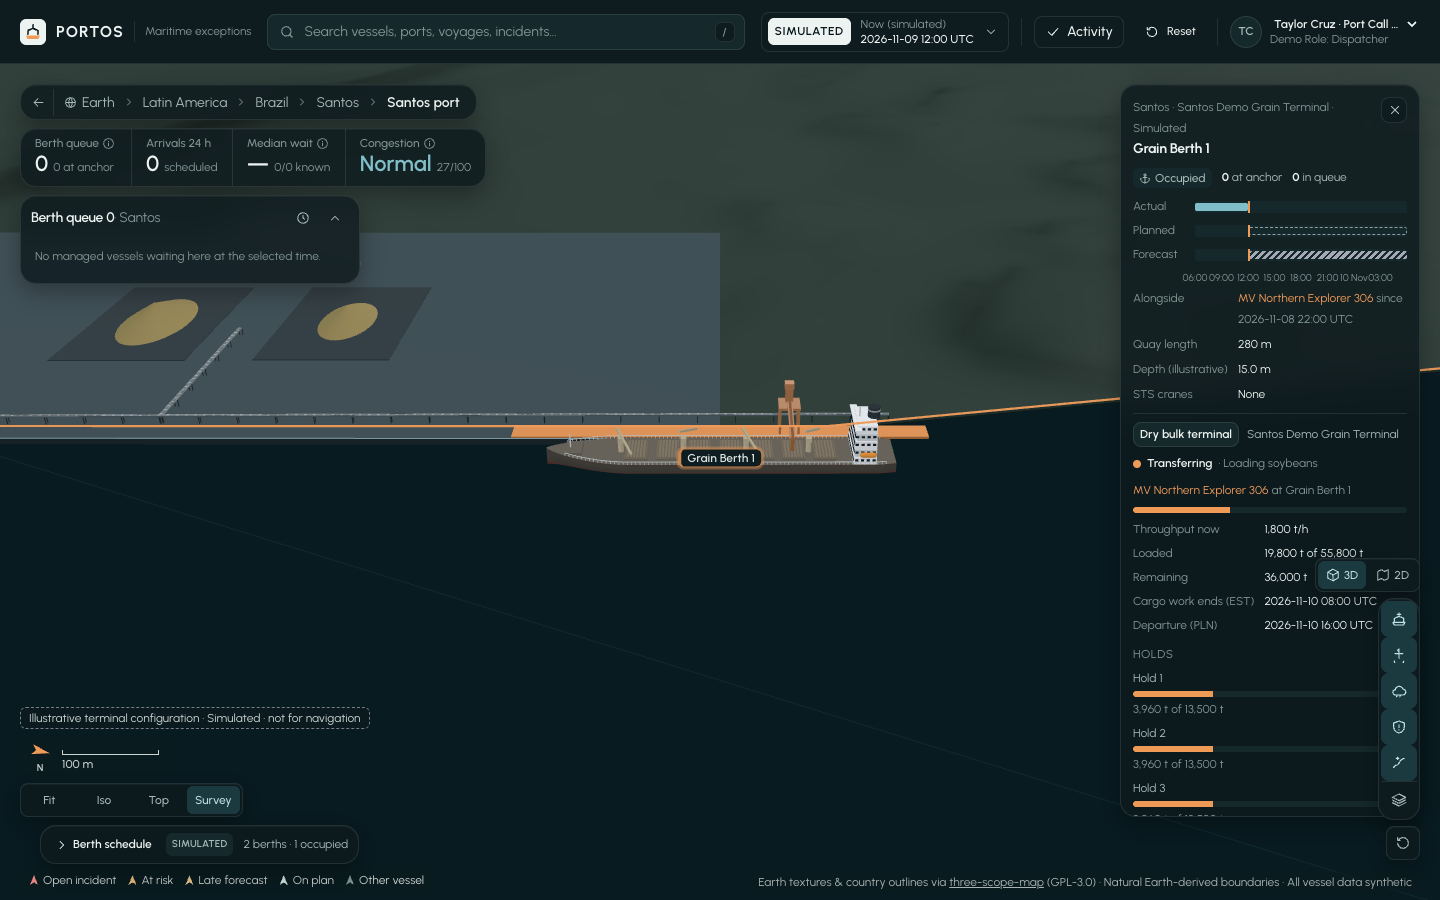 PORTOS
Maritime exceptions
Search vessels, ports, voyages, incidents...
/
SIMULATED
Now (simulated)
2026-11-09 12:00 UTC
Activity
Reset
TC
Taylor Cruz · Port Call ...
Demo Role: Dispatcher
Earth
Latin America
Brazil
Santos
Santos port
Berth queue
0 0 at anchor
Arrivals 24 h
0 scheduled
Median wait
— 0/0 known
Congestion
Normal 27/100
Berth queue 0 Santos
No managed vessels waiting here at the selected time.
Grain Berth 1
Santos · Santos Demo Grain Terminal ·
Simulated
Grain Berth 1
Occupied
0 at anchor
0 in queue
Actual
Planned
Forecast
06:00 09:00 12:00 15:00 18:00 21:00 10 Nov 03:00
Alongside
MV Northern Explorer 306 since
2026-11-08 22:00 UTC
Quay length
280 m
Depth (illustrative)
15.0 m
STS cranes
None
Dry bulk terminal
Santos Demo Grain Terminal
Transferring · Loading soybeans
MV Northern Explorer 306 at Grain Berth 1
Throughput now
1,800 t/h
Loaded
19,800 t of 55,800 t
Remaining
36,000 t
3D
2D
Cargo work ends (EST)
2026-11-10 08:00 UTC
Departure (PLN)
2026-11-10 16:00 UTC
HOLDS
Hold 1
3,960 t of 13,500 t
Hold 2
3,960 t of 13,500 t
Hold 3
Illustrative terminal configuration · Simulated · not for navigation
N
100 m
Fit
Iso
Top
Survey
Berth schedule
SIMULATED
2 berths · 1 occupied
Open incident
At risk
Late forecast
On plan
Other vessel
Earth textures & country outlines via three-scope-map (GPL-3.0) · Natural Earth-derived boundaries · All vessel data synthetic